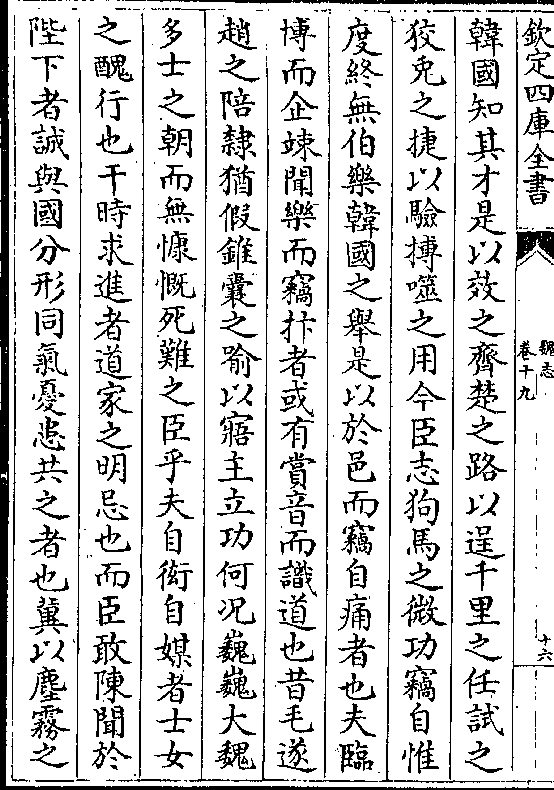 欽定四庫全書
魏志
卷十九
十六
韓國知其才是以效之齊楚之路以逞千里之任試之
狡兎之捷以驗搏噬之用今臣志狗馬之微功竊自惟
度終無伯樂韓國之舉是以於邑而竊自痛者也夫臨
博而企竦聞樂而竊抃者或有賞音而識道也昔毛遂
趙之陪隷猶假錐囊之喻以寤主立功何况巍巍大魏
多士之朝而無慷慨死難之臣乎夫自衒自媒者士女
之醜行也干時求進者道家之明忌也而臣敢陳聞於
陛下者誠與國分形同氣憂患共之者也冀以塵霧之